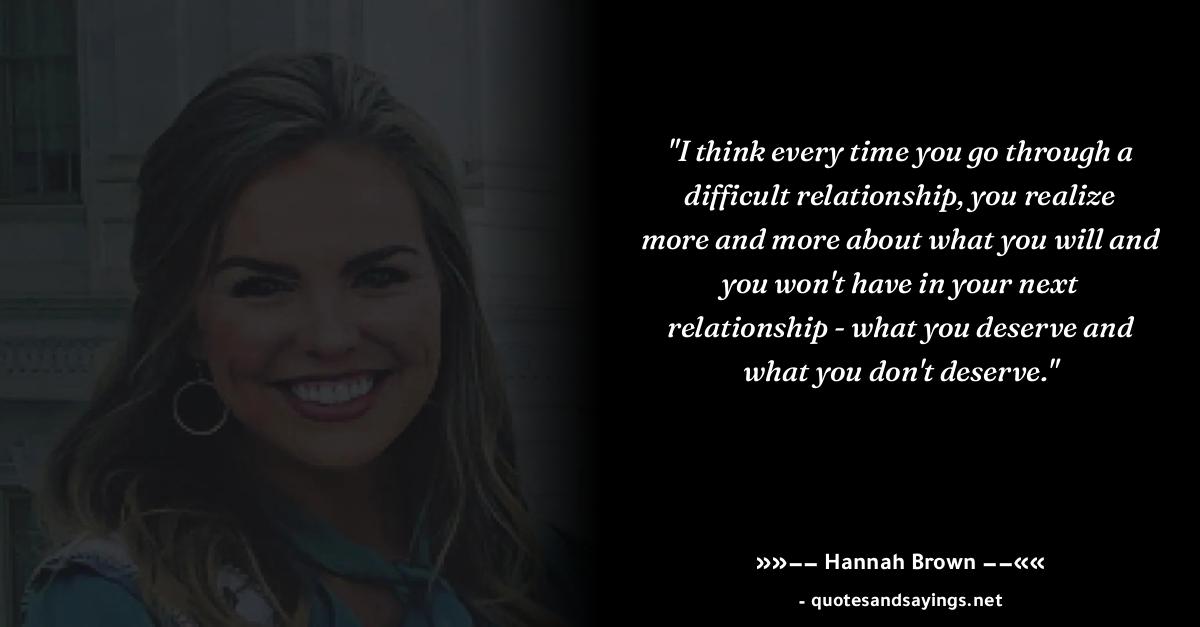 "I think every time you go through a
difficult relationship, you realize
more and more about what you will and
you won't have in your next
relationship - what you deserve and
what you don't deserve."
»»–– Hannah Brown ––««
- quotesandsayings.net